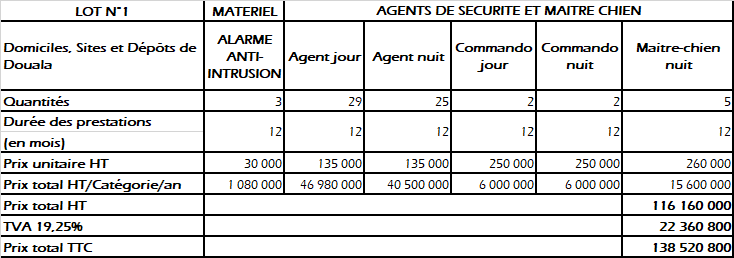 LOT N°1 MATERIEL AGENTS DE SECURITE ET MAITRE CHIEN
Domiciles, Sites et Dépôts de Douala ALARME ANTI-INTRUSION Agent jour Agent nuit Commando jour Commando nuit Maitre-chien nuit
Quantités 3 29 25 2 2 5
Durée des prestations (en mois) 12 12 12 12 12 12
Prix unitaire HT 30 000 135 000 135 000 250 000 250 000 260 000
Prix total HT/Catégorie/an 1 080 000 46 980 000 40 500 000 6 000 000 6 000 000 15 600 000
Prix total HT 116 160 000
TVA 19,25% 22 360 800
Prix total TTC 138 520 800